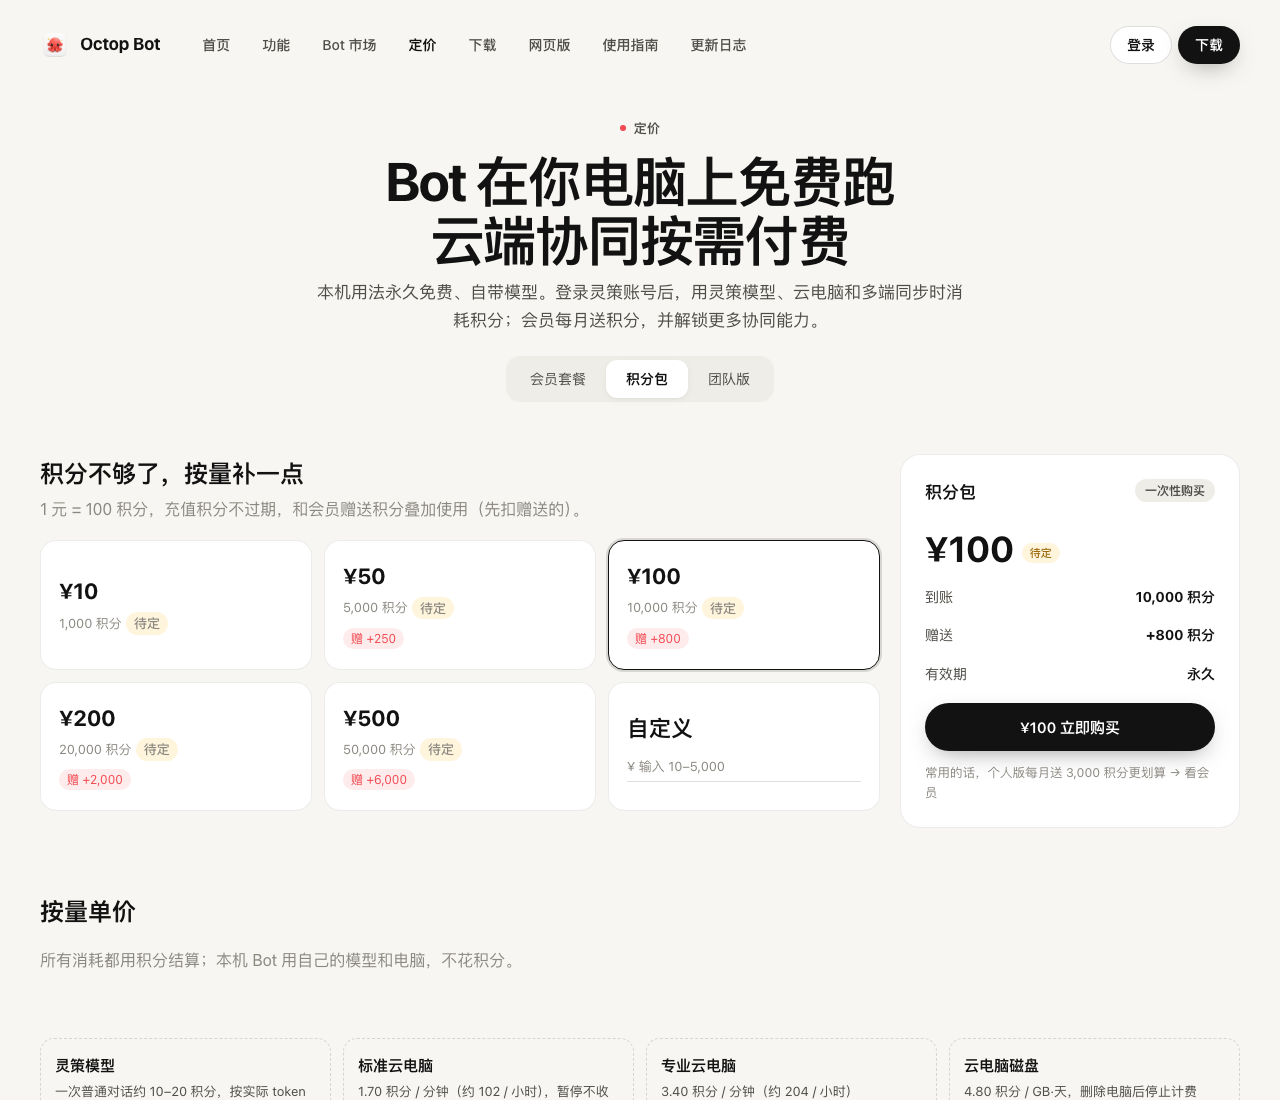 Octop Bot 首页 功能 Bot 市场 定价 下载 网页版 使用指南 更新日志 登录 下载
定价
Bot 在你电脑上免费跑
云端协同按需付费
本机用法永久免费、自带模型。登录灵策账号后，用灵策模型、云电脑和多端同步时消
耗积分；会员每月送积分，并解锁更多协同能力。
会员套餐 积分包 团队版
积分不够了，按量补一点
1 元 = 100 积分，充值积分不过期，和会员赠送积分叠加使用（先扣赠送的）。
¥10
1,000 积分 待定
¥50
5,000 积分 待定
赠 +250
¥100
10,000 积分 待定
赠 +800
¥200
20,000 积分 待定
赠 +2,000
¥500
50,000 积分 待定
赠 +6,000
自定义
¥ 输入 10–5,000
积分包 一次性购买
¥100 待定
到账 10,000 积分
赠送 +800 积分
有效期 永久
¥100 立即购买
常用的话，个人版每月送 3,000 积分更划算 → 看会
员
按量单价
所有消耗都用积分结算；本机 Bot 用自己的模型和电脑，不花积分。
灵策模型
一次普通对话约 10–20 积分，按实际 token
标准云电脑
1.70 积分 / 分钟（约 102 / 小时），暂停不收
专业云电脑
3.40 积分 / 分钟（约 204 / 小时）
云电脑磁盘
4.80 积分 / GB·天，删除电脑后停止计费